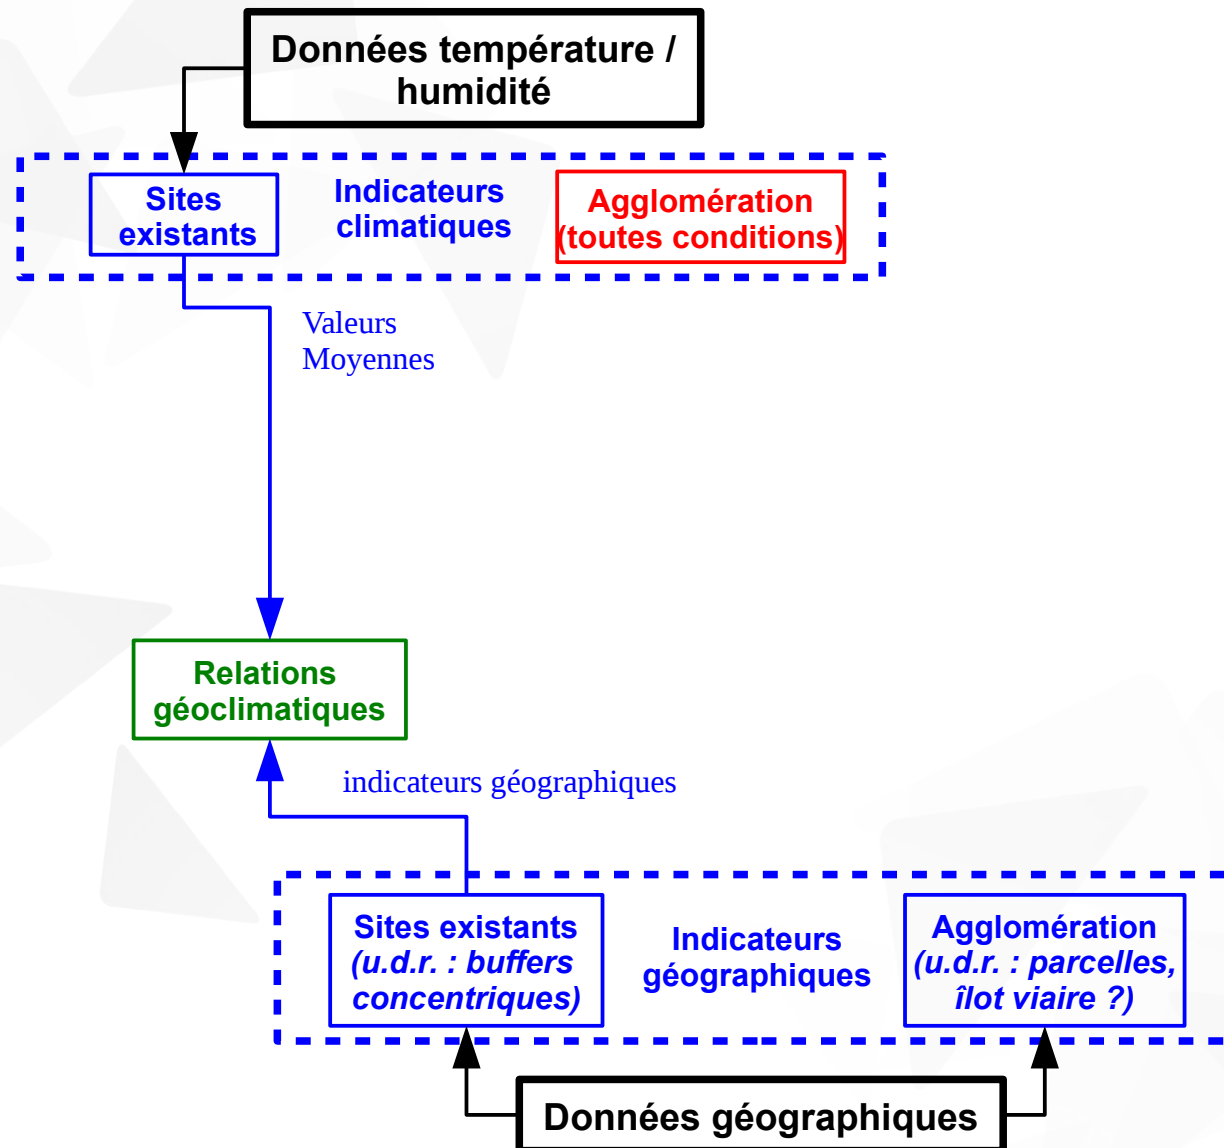 Données température /
humidité
Sites
existants
Indicateurs
climatiques
Agglomération
(toutes conditions)
Valeurs
Moyennes
Relations
géoclimatiques
indicateurs géographiques
Sites existants
(u.d.r. : buffers
concentriques)
Indicateurs
géographiques
Agglomération
(u.d.r. : parcelles,
îlot viaire ?)
Données géographiques